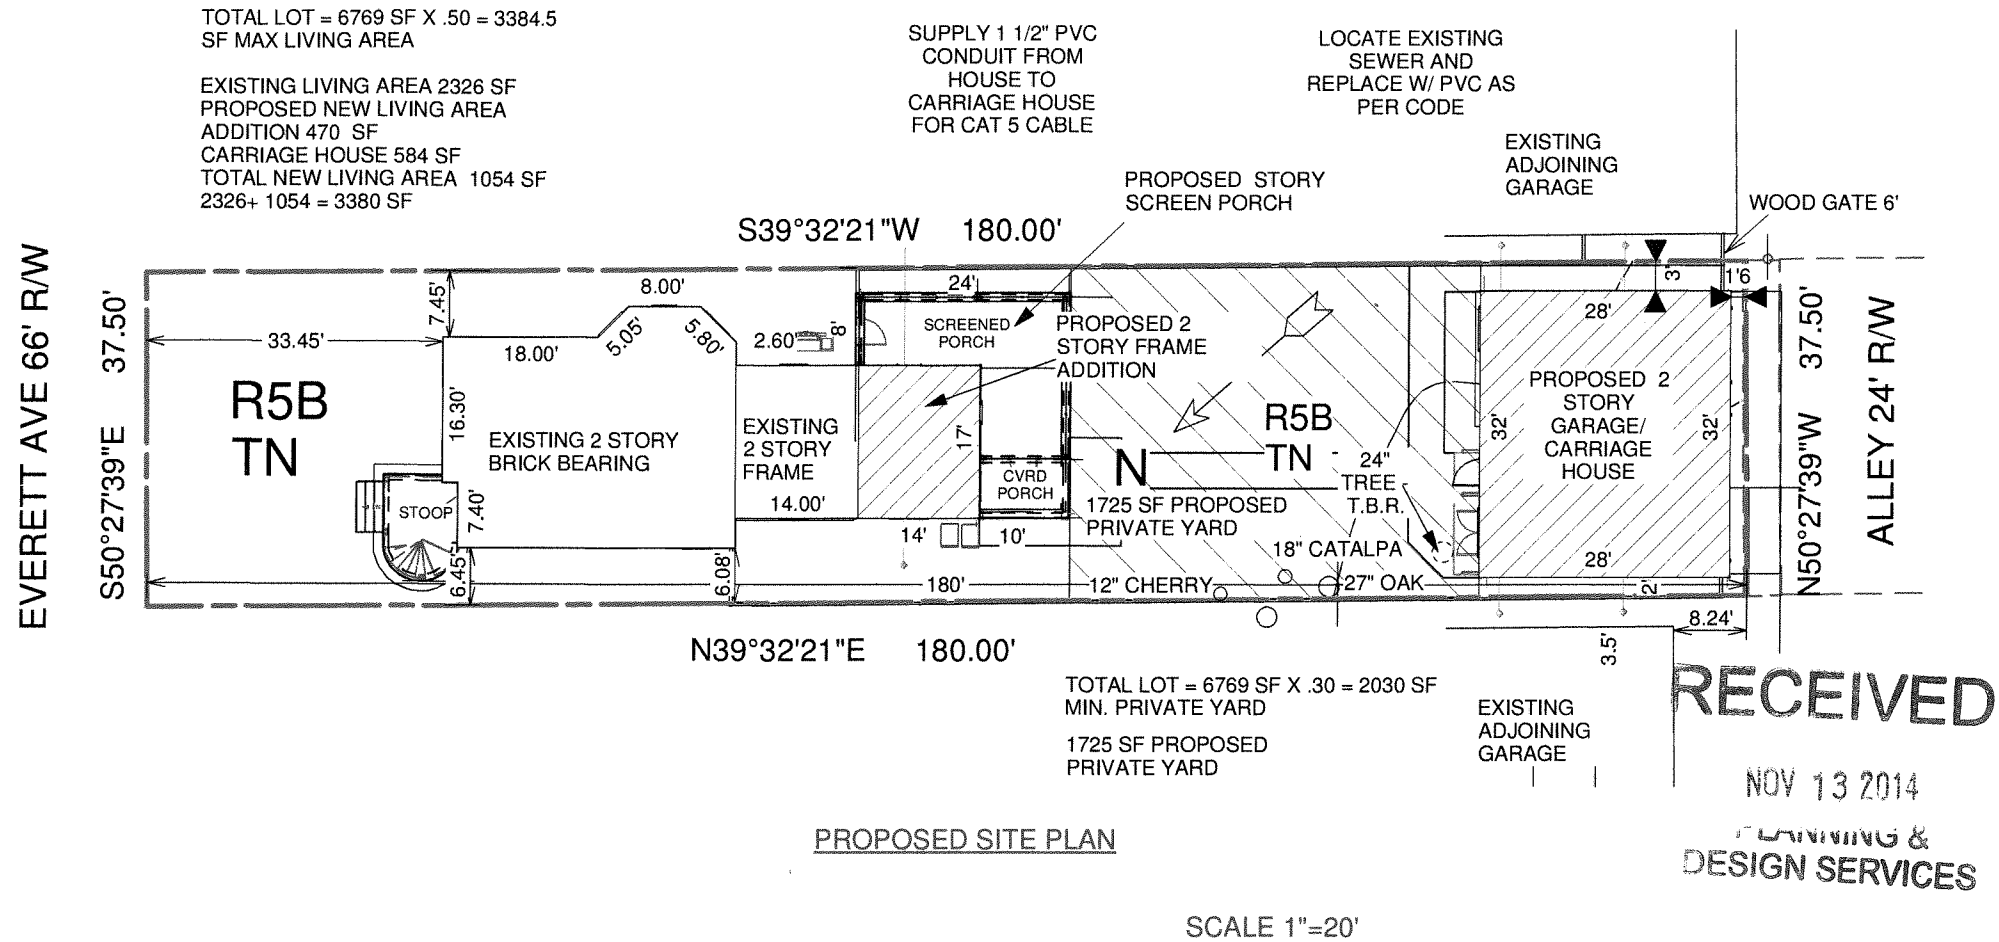 TOTAL LOT = 6769 SF X .50 = 3384.5
SF MAX LIVING AREA
EXISTING LIVING AREA 2326 SF
PROPOSED NEW LIVING AREA
ADDITION 470 SF
CARRIAGE HOUSE 584 SF
TOTAL NEW LIVING AREA 1054 SF
2326+ 1054 = 3380 SF
SUPPLY 1 1/2" PVC
CONDUIT FROM
HOUSE TO
CARRIAGE HOUSE
FOR CAT 5 CABLE
LOCATE EXISTING
SEWER AND
REPLACE W/ PVC AS
PER CODE
EXISTING
ADJOINING
GARAGE
PROPOSED STORY
SCREEN PORCH
WOOD GATE 6'
S39°32'21"W 180.00'
EVERETT AVE 66' R/W
S50°27'39"E 37.50'
33.45'
R5B
TN
7.45'
8.00'
18.00'
5.05'
5.80'
2.60'
8'
24'
SCREENED
PORCH
PROPOSED 2
STORY FRAME
ADDITION
16.30'
EXISTING 2 STORY
BRICK BEARING
EXISTING
2 STORY
FRAME
14.00'
17'
CVRD
PORCH
STOOP
7.40'
6.45'
6.08'
14'
10'
180'
N
R5B
TN
1725 SF PROPOSED
PRIVATE YARD
24"
TREE
T.B.R.
18" CATALPA
12" CHERRY
27" OAK
28'
3'
1'6
32'
PROPOSED 2
STORY
GARAGE/
CARRIAGE
HOUSE
32'
28'
2'
8.24'
3.5'
N50°27'39"W 37.50'
ALLEY 24' R/W
N39°32'21"E 180.00'
TOTAL LOT = 6769 SF X .30 = 2030 SF
MIN. PRIVATE YARD
1725 SF PROPOSED
PRIVATE YARD
EXISTING
ADJOINING
GARAGE
RECEIVED
NOV 13 2014
PLANNING &
DESIGN SERVICES
PROPOSED SITE PLAN
SCALE 1"=20'